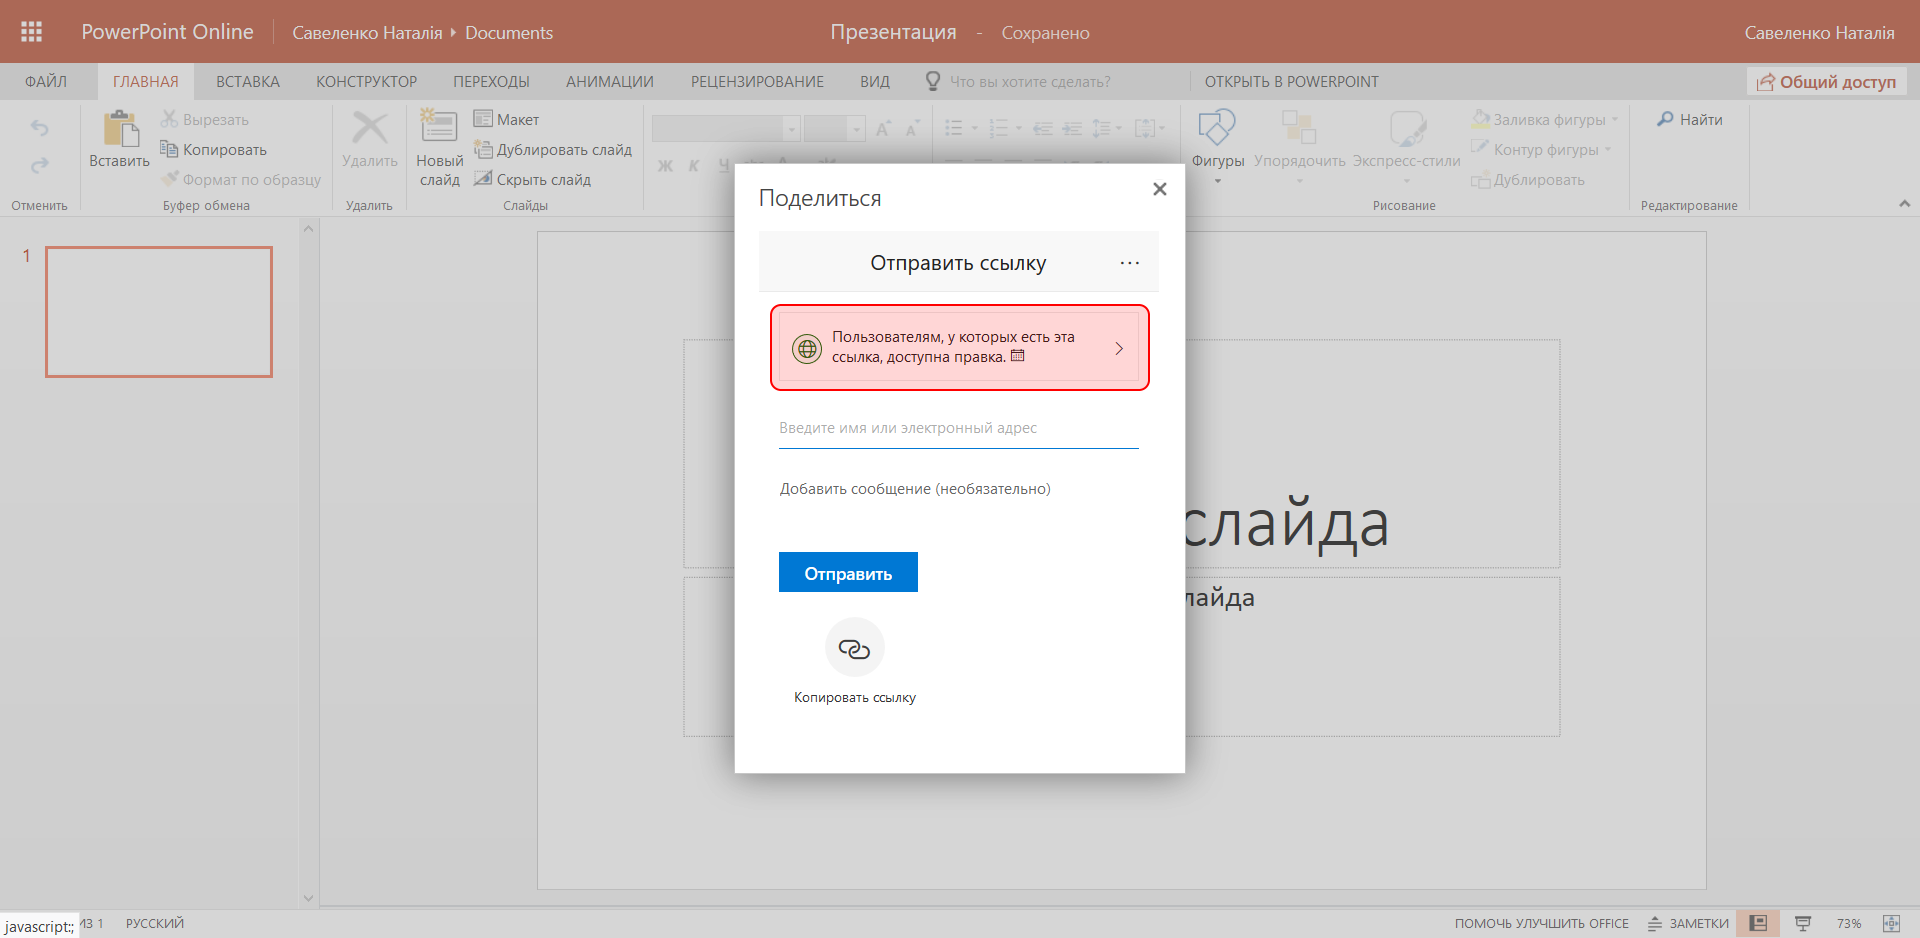 PowerPoint Online
Савеленко Наталія
Documents
Презентация - Сохранено
Савеленко Наталія
ФАЙЛ
ГЛАВНАЯ
ВСТАВКА
КОНСТРУКТОР
ПЕРЕХОДЫ
АНИМАЦИИ
РЕЦЕНЗИРОВАНИЕ
ВИД
Что вы хотите сделать?
ОТКРЫТЬ В POWERPOINT
Общий доступ
Отменить
Вставить
Вырезать
Копировать
Формат по образцу
Буфер обмена
Удалить
Удалить
Новый
слайд
Макет
Дублировать слайд
Скрыть слайд
Слайды
Ж К Ч
Фигуры
Упорядочить
Экспресс-стили
Заливка фигуры
Контур фигуры
Дублировать
Рисование
Найти
Редактирование
1
Поделиться
Отправить ссылку
Пользователям, у которых есть эта
ссылка, доступна правка.
Введите имя или электронный адрес
Добавить сообщение (необязательно)
Отправить
Копировать ссылку
слайда
лайда
javascript:;
ИЗ 1
РУССКИЙ
ПОМОЧЬ УЛУЧШИТЬ OFFICE
ЗАМЕТКИ
73%